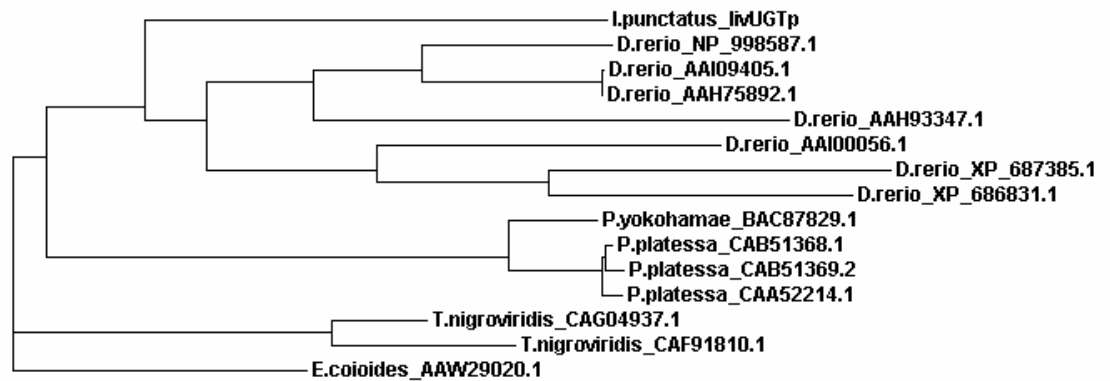 I.punctatus_livUGTp
D.rerio_NP_998587.1
D.rerio_AAI09405.1
D.rerio_AAH75892.1
D.rerio_AAH93347.1
D.rerio_AAI00056.1
D.rerio_XP_687385.1
D.rerio_XP_686831.1
P.yokohamae_BAC87829.1
P.platessa_CAB51368.1
P.platessa_CAB51369.2
P.platessa_CAA52214.1
T.nigroviridis_CAG04937.1
T.nigroviridis_CAF91810.1
E.coioides_AAW29020.1